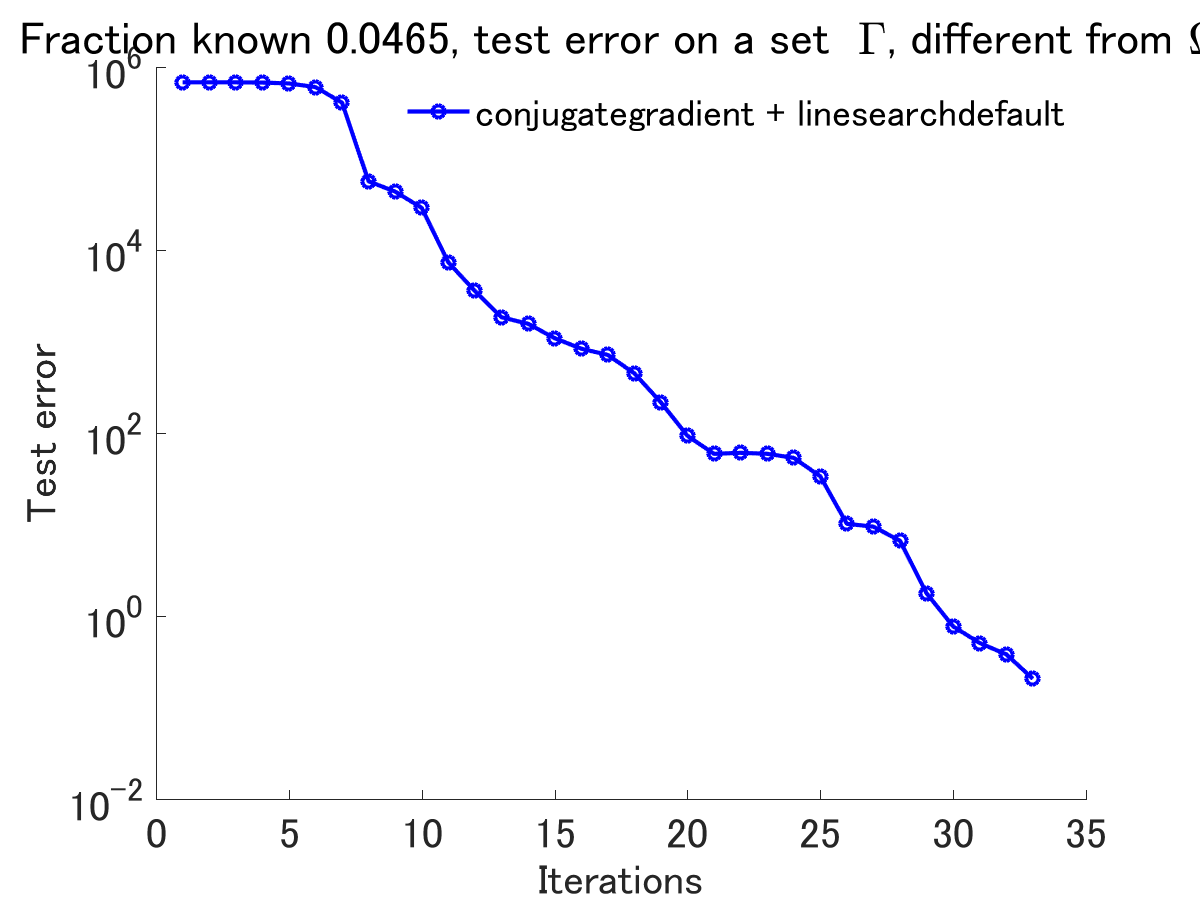 Fraction known 0.0465, test error on a set Γ, different from Ω
10^6
conjugategradient + linesearchdefault
10^4
10^2
10^0
10^-2
Test error
0 5 10 15 20 25 30 35
Iterations